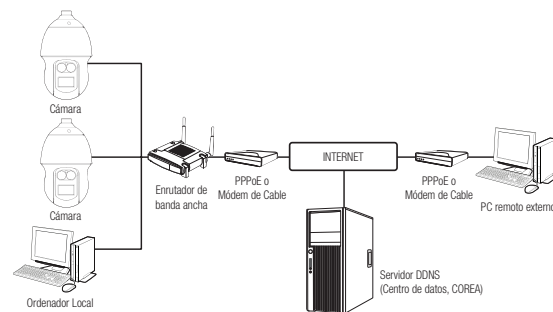 Cámara
Cámara
Ordenador Local
Enrutador de
banda ancha
PPPoE o
Módem de Cable
INTERNET
PPPoE o
Módem de Cable
PC remoto externo
Servidor DDNS
(Centro de datos, COREA)